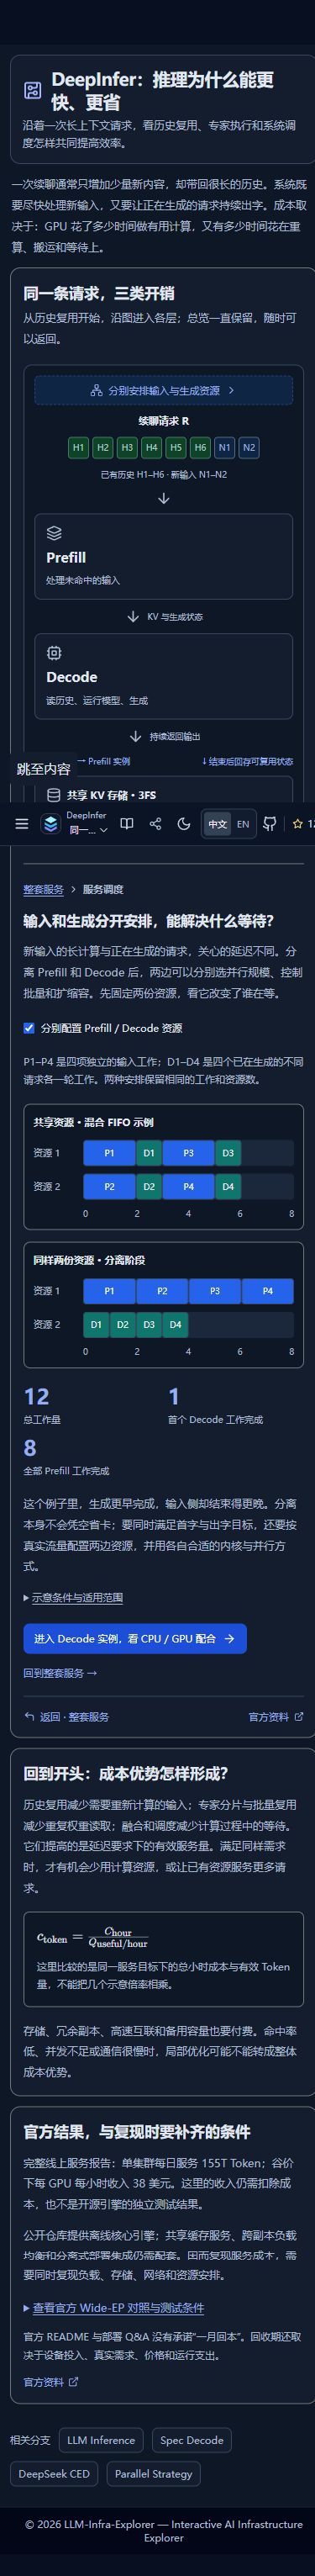 DeepInfer：推理为什么能更
快、更省
沿着一次长上下文请求，看历史复用、专家执行和系统调
度怎样共同提高效率。
一次续聊通常只增加少量新内容，却带回很长的历史。系统既
要尽快处理新输入，又要让正在生成的请求持续出字。成本取
决于：GPU 花了多少时间做有用计算，又有多少时间花在重
算、搬运和等待上。
同一条请求，三类开销
从历史复用开始，沿图进入各层；总览一直保留，随时可
以返回。
分别安排输入与生成资源
续聊请求 R
H1 H2 H3 H4 H5 H6 N1 N2
已有历史 H1–H6 · 新输入 N1–N2
Prefill
处理未命中的输入
KV 与生成状态
Decode
读历史、运行模型、生成
持续返回输出
→ Prefill 实例
↓ 结束后回存可复用状态
跳至内容
共享 KV 存储 · 3FS
DeepInfer
同一...
中文 EN
整套服务 > 服务调度
输入和生成分开安排，能解决什么等待？
新输入的长计算与正在生成的请求，关心的延迟不同。分
离 Prefill 和 Decode 后，两边可以分别选并行规模、控制
批量和扩缩容。先固定两份资源，看它改变了谁在等。
分别配置 Prefill / Decode 资源
P1–P4 是四项独立的输入工作；D1–D4 是四个已在生成的不同
请求各一轮工作。两种安排保留相同的工作和资源数。
共享资源 · 混合 FIFO 示例
资源 1 P1 D1 P3 D3
资源 2 P2 D2 P4 D4
0 2 4 6 8
同样两份资源 · 分离阶段
资源 1 P1 P2 P3 P4
资源 2 D1 D2 D3 D4
0 2 4 6 8
12
总工作量
1
首个 Decode 工作完成
8
全部 Prefill 工作完成
这个例子里，生成更早完成，输入侧却结束得更晚。分离
本身不会凭空省卡；要同时满足首字与出字目标，还要按
真实流量配置两边资源，并用各自合适的内核与并行方
式。
▸ 示意条件与适用范围
进入 Decode 实例，看 CPU / GPU 配合 →
回到整套服务 →
返回 · 整套服务
官方资料
回到开头：成本优势怎样形成？
历史复用减少需要重新计算的输入；专家分片与批量复用
减少重复权重读取；融合和调度减少计算过程中的等待。
它们提高的是延迟要求下的有效服务量。满足同样需求
时，才有机会少用计算资源，或让已有资源服务更多请
求。
c_token = C_hour / Q_useful/hour
这里比较的是同一服务目标下的总小时成本与有效 Token
量，不能把几个示意倍率相乘。
存储、冗余副本、高速互联和备用容量也要付费。命中率
低、并发不足或通信很慢时，局部优化可能不能转成整体
成本优势。
官方结果，与复现时要补齐的条件
完整线上服务报告：单集群每日服务 155T Token；谷价
下每 GPU 每小时收入 38 美元。这里的收入仍需扣除成
本，也不是开源引擎的独立测试结果。
公开仓库提供离线核心引擎；共享缓存服务、跨副本负载
均衡和分离式部署集成仍需配套。因而复现服务成本，需
要同时复现负载、存储、网络和资源安排。
▸ 查看官方 Wide-EP 对照与测试条件
官方 README 与部署 Q&A 没有承诺“一月回本”。回收期还取
决于设备投入、真实需求、价格和运行支出。
官方资料
相关分支 LLM Inference Spec Decode
DeepSeek CED Parallel Strategy
© 2026 LLM-Infra-Explorer — Interactive AI Infrastructure
Explorer